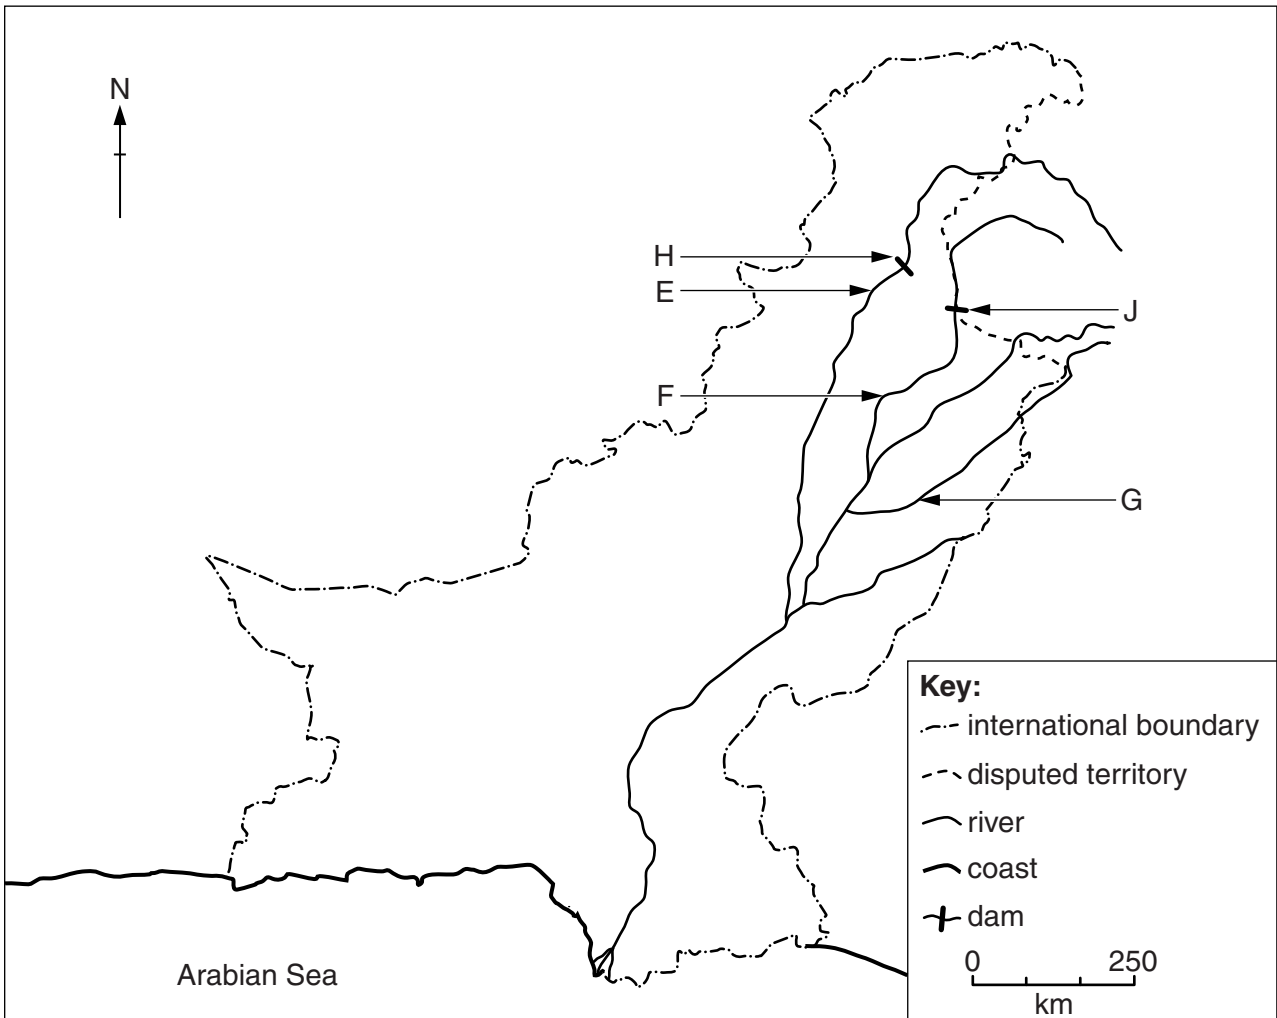 N
H
E
J
F
G
Key:
international boundary
disputed territory
river
coast
dam
0 250
km
Arabian Sea